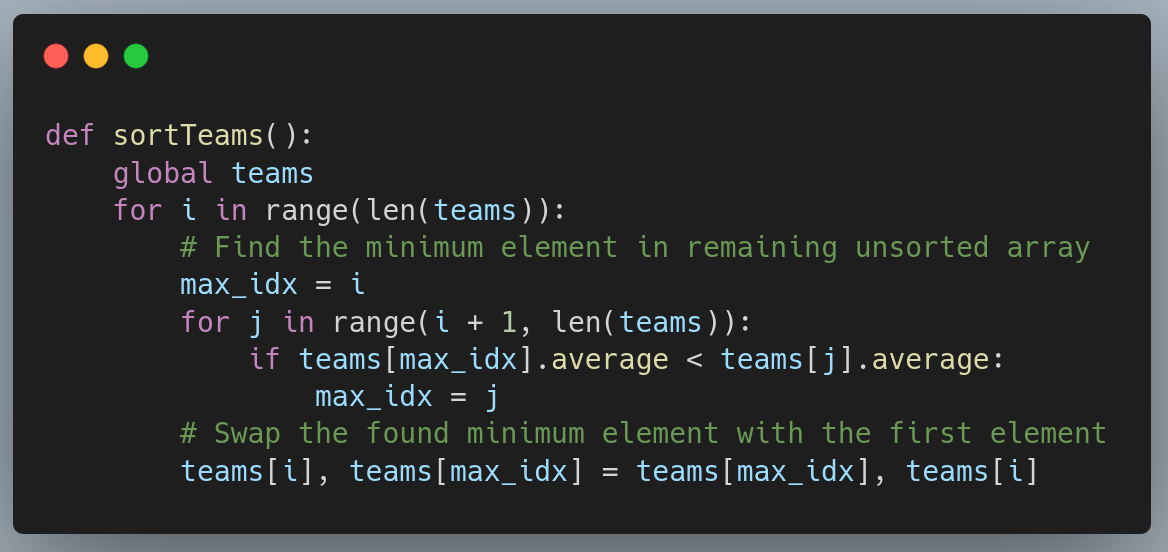 def sortTeams():
    global teams
    for i in range(len(teams)):
        # Find the minimum element in remaining unsorted array
        max_idx = i
        for j in range(i + 1, len(teams)):
            if teams[max_idx].average < teams[j].average:
                max_idx = j
        # Swap the found minimum element with the first element
        teams[i], teams[max_idx] = teams[max_idx], teams[i]